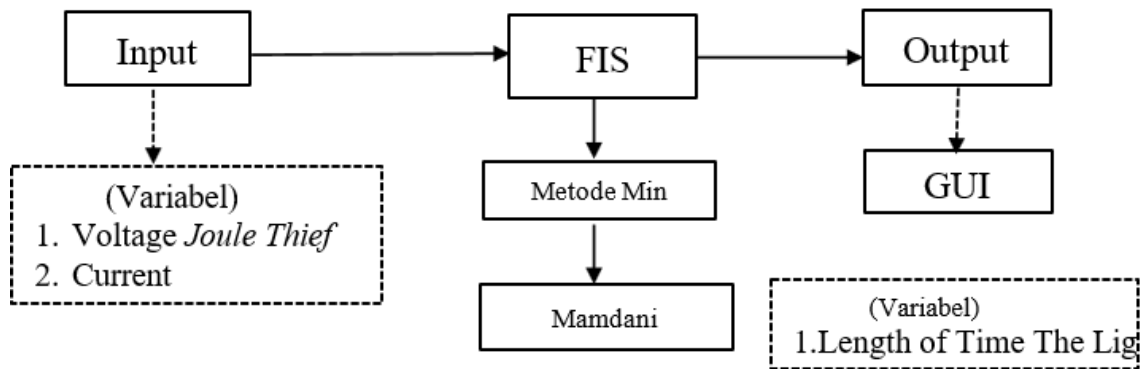 Input
FIS
Output
(Variabel)
1. Voltage Joule Thief
2. Current
Metode Min
Mamdani
GUI
(Variabel)
1.Length of Time The Lig